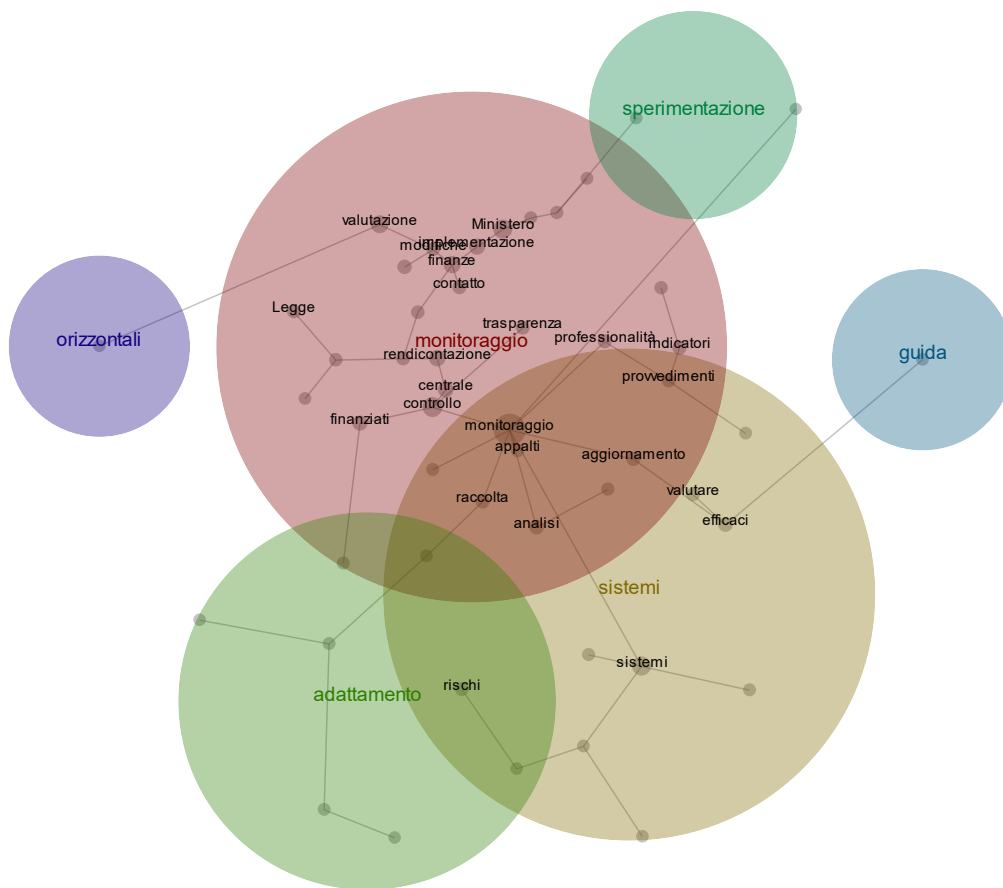 sperimentazione
valutazione
Ministero
modifiche
implementazione
finanze
contatto
Legge
trasparenza
orizzontali
monitoraggio
professionalità
indicatori
guida
rendicontazione
provvedimenti
centrale
controllo
finanziati
monitoraggio
appalti
aggiornamento
valutare
raccolta
efficaci
analisi
sistemi
sistemi
rischi
adattamento